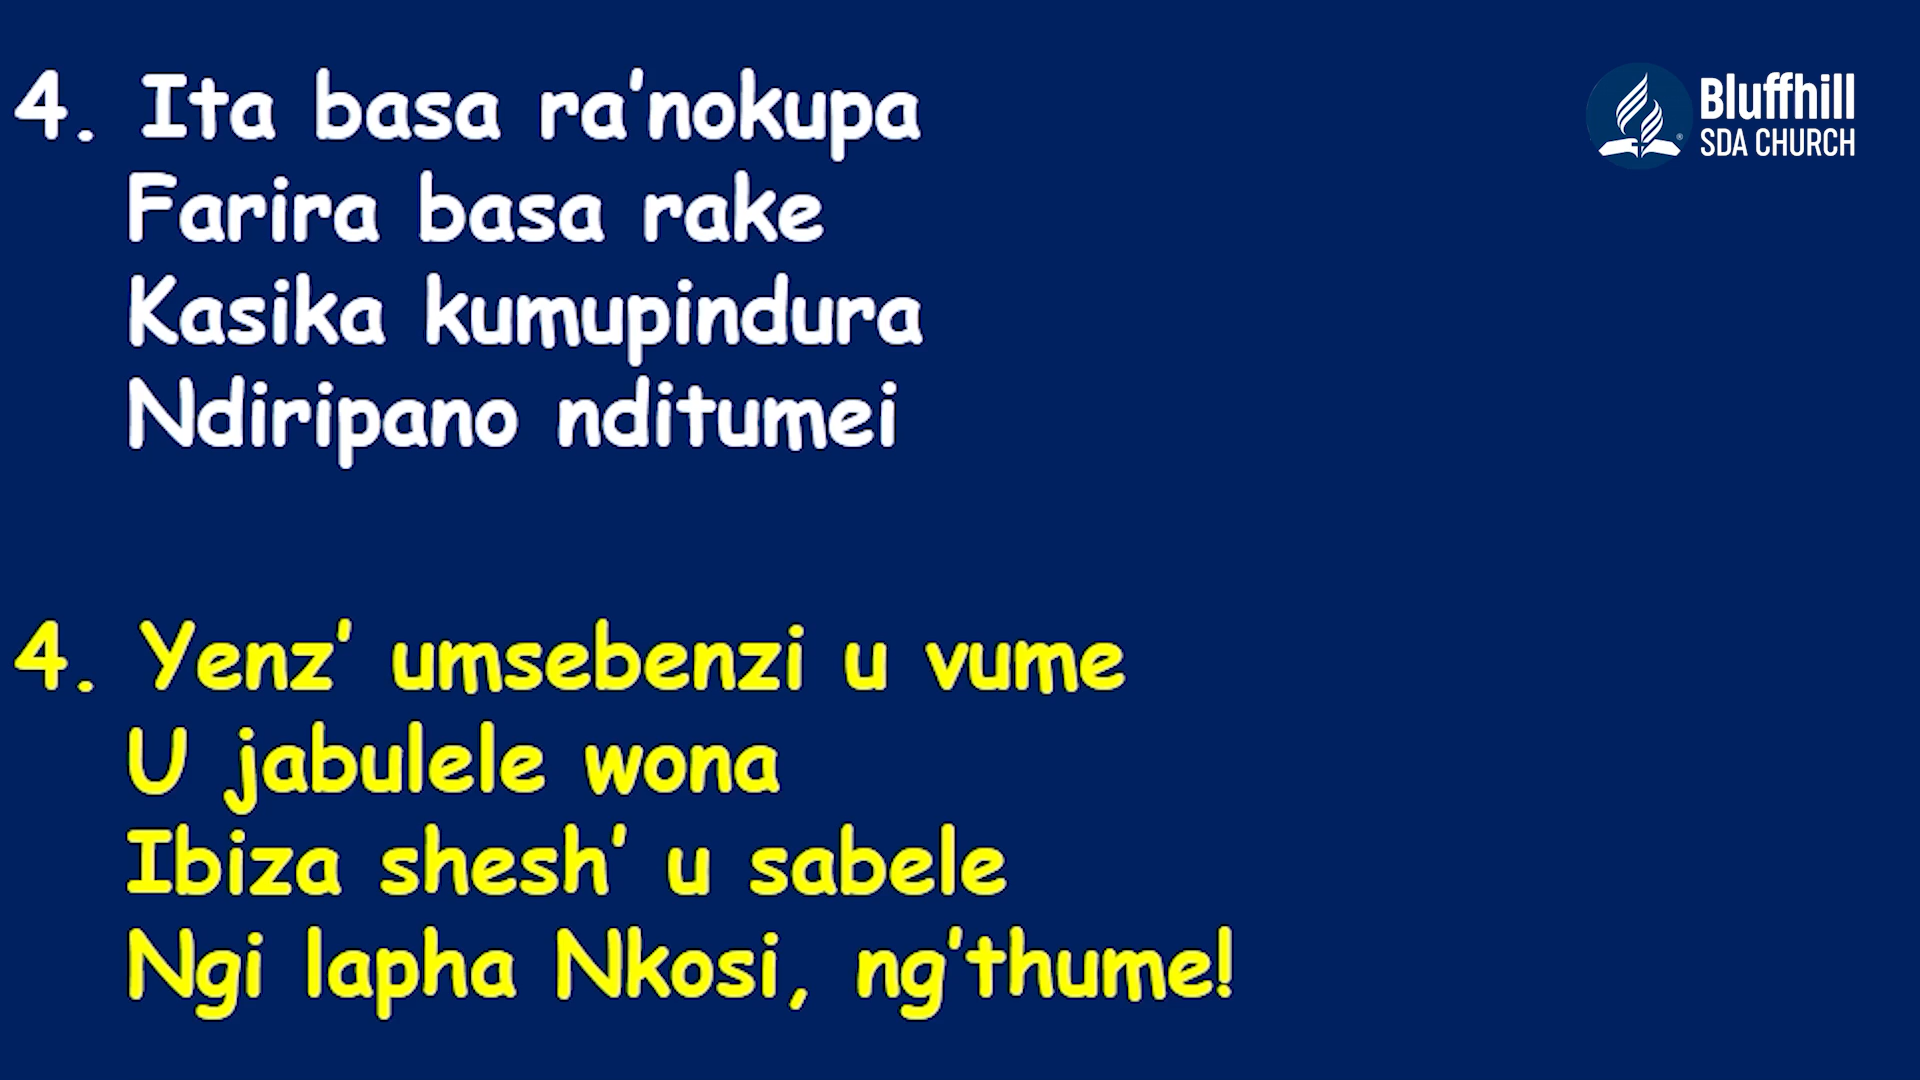 4. Ita basa ra'nokupa
Farira basa rake
Kasika kumupindura
Ndiripano nditumei
Bluffhill
SDA CHURCH
4. Yenz' umsebenzi u vume
U jabulele wona
Ibiza shesh' u sabele
Ngi lapha Nkosi, ng'thume!